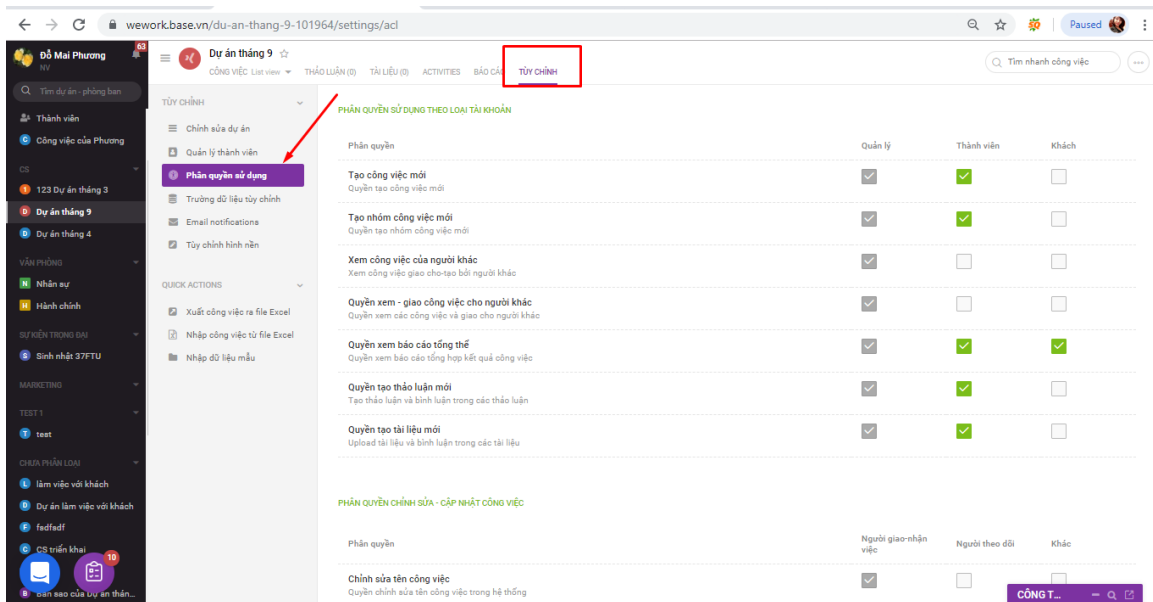 wework.base.vn/du-an-thang-9-101964/settings/acl
Paused
Đỗ Mai Phương
NV
63
Tìm dự án - phòng ban
Thành viên
C Công việc của Phương
CS
1 123 Dự án tháng 3
D Dự án tháng 9
D Dự án tháng 4
VĂN PHÒNG
N Nhân sự
H Hành chính
SỰ KIỆN TRONG ĐẠI
S Sinh nhật 37FTU
MARKETING
TEST 1
T test
CHƯA PHÂN LOẠI
L làm việc với khách
D Dự án làm việc với khách
F fsdfsdf
C CS triển khai
10
B Bản sao của Dự án thán...
Dự án tháng 9
CÔNG VIỆC List view THẢO LUẬN (0) TÀI LIỆU (0) ACTIVITIES BÁO CÁO TÙY CHỈNH
Tìm nhanh công việc
TÙY CHỈNH
Chỉnh sửa dự án
Quản lý thành viên
Phân quyền sử dụng
Trường dữ liệu tùy chỉnh
Email notifications
Tùy chỉnh hình nền
QUICK ACTIONS
Xuất công việc ra file Excel
Nhập công việc từ file Excel
Nhập dữ liệu mẫu
PHÂN QUYỀN SỬ DỤNG THEO LOẠI TÀI KHOẢN
Phân quyền Quản lý Thành viên Khách
Tạo công việc mới
Quyền tạo công việc mới
Tạo nhóm công việc mới
Quyền tạo nhóm công việc mới
Xem công việc của người khác
Xem công việc giao cho-tạo bởi người khác
Quyền xem - giao công việc cho người khác
Quyền xem các công việc và giao cho người khác
Quyền xem báo cáo tổng thể
Quyền xem báo cáo tổng hợp kết quả công việc
Quyền tạo thảo luận mới
Tạo thảo luận và bình luận trong các thảo luận
Quyền tạo tài liệu mới
Upload tài liệu và bình luận trong các tài liệu
PHÂN QUYỀN CHỈNH SỬA - CẬP NHẬT CÔNG VIỆC
Phân quyền Người giao-nhận việc Người theo dõi Khác
Chỉnh sửa tên công việc
Quyền chỉnh sửa tên công việc trong hệ thống
CÔNG T...